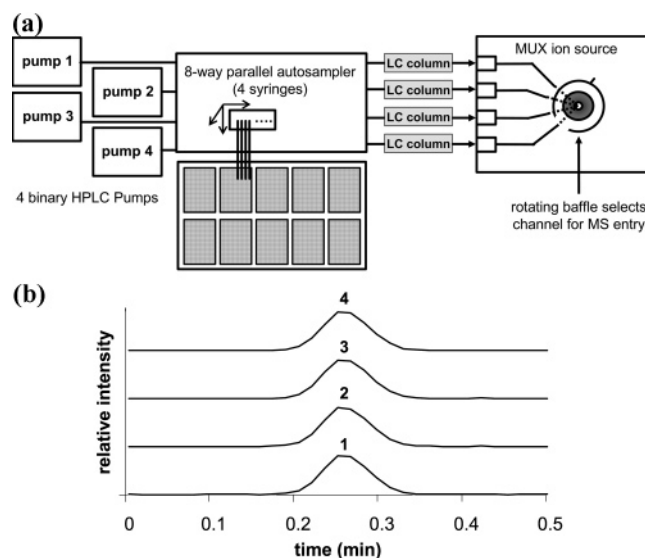 (a)
pump 1
pump 2
pump 3
pump 4
4 binary HPLC Pumps
8-way parallel autosampler
(4 syringes)
LC column
LC column
LC column
LC column
MUX ion source
rotating baffle selects
channel for MS entry
(b)
relative intensity
4
3
2
1
0 0.1 0.2 0.3 0.4 0.5
time (min)